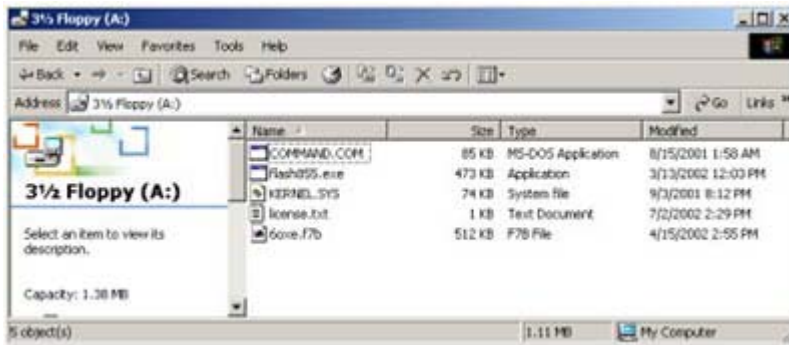 3½ Floppy (A:)
File Edit View Favorites Tools Help
Back Search Folders
Address 3½ Floppy (A:) Go Links »
Name Size Type Modified
COMMAND.COM 85 KB MS-DOS Application 8/15/2001 1:58 AM
Flash855.exe 473 KB Application 3/13/2002 12:03 PM
KERNEL.SYS 74 KB System file 9/3/2001 8:12 PM
license.txt 1 KB Text Document 7/2/2002 2:29 PM
512 KB F7B File 4/15/2002 2:55 PM
3½ Floppy (A:)
Select an item to view its
description.
Capacity: 1.38 MB
5 object(s) 1.11 MB My Computer